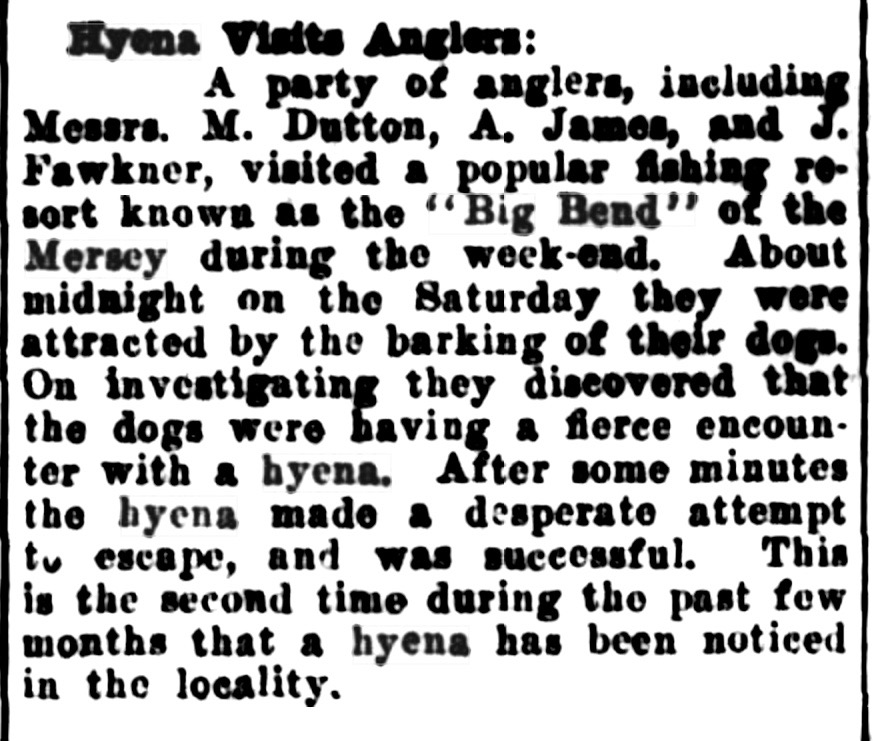 Hyena Visits Anglers:
A party of anglers, including
Messrs. M. Dutton, A. James, and J.
Fawkner, visited a popular fishing re-
sort known as the "Big Bend" of the
Mersey during the week-end. About
midnight on the Saturday they were
attracted by the barking of their dogs.
On investigating they discovered that
the dogs were having a fierce encoun-
ter with a hyena. After some minutes
the hyena made a desperate attempt
to escape, and was successful. This
is the second time during the past few
months that a hyena has been noticed
in the locality.